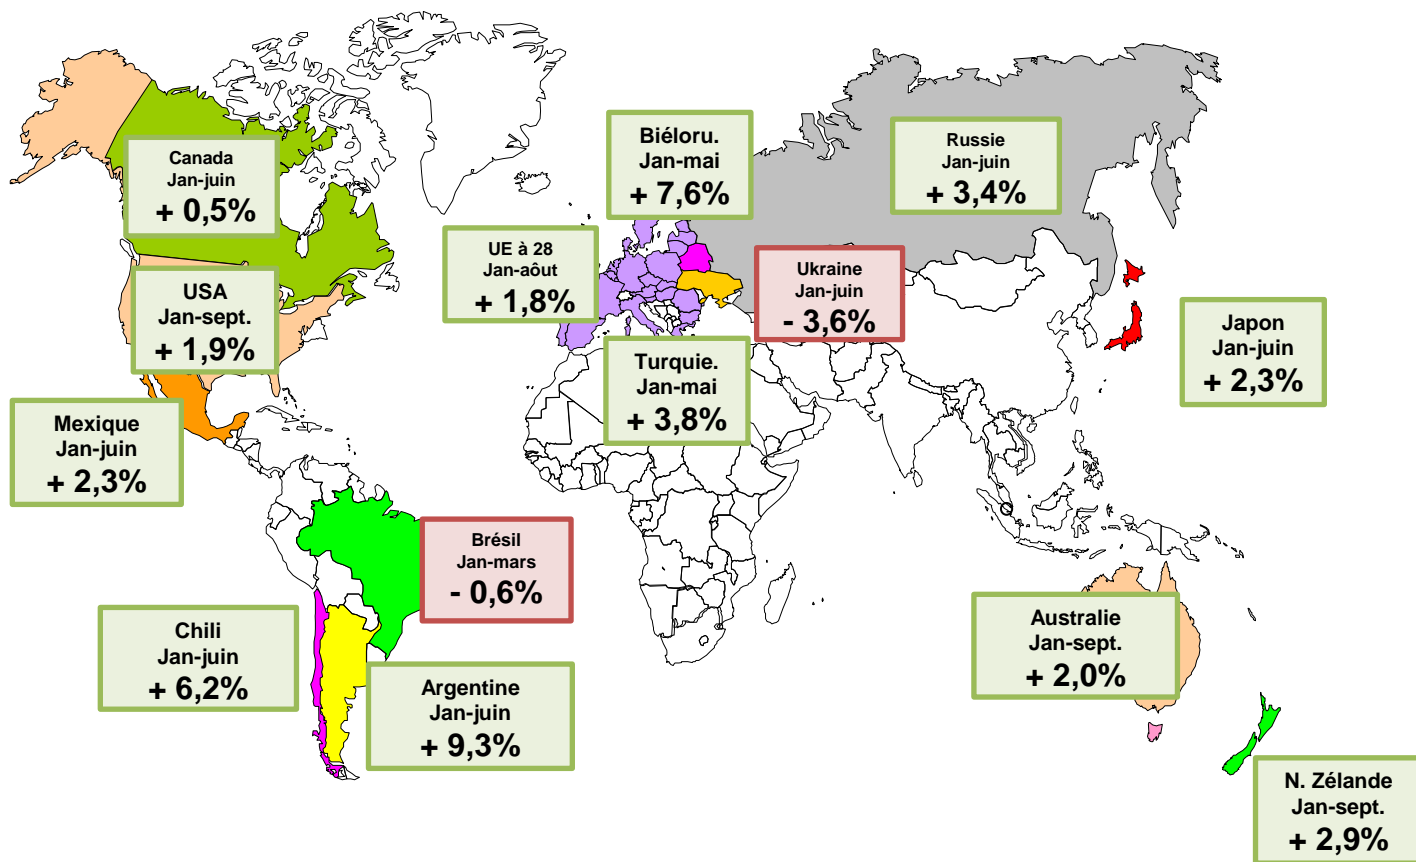 Canada
Jan-juin
+ 0,5%
Biéloru.
Jan-mai
+ 7,6%
Russie
Jan-juin
+ 3,4%
UE à 28
Jan-aôut
+ 1,8%
Ukraine
Jan-juin
- 3,6%
USA
Jan-sept.
+ 1,9%
Japon
Jan-juin
+ 2,3%
Turquie.
Jan-mai
+ 3,8%
Mexique
Jan-juin
+ 2,3%
Brésil
Jan-mars
- 0,6%
Chili
Jan-juin
+ 6,2%
Australie
Jan-sept.
+ 2,0%
Argentine
Jan-juin
+ 9,3%
N. Zélande
Jan-sept.
+ 2,9%